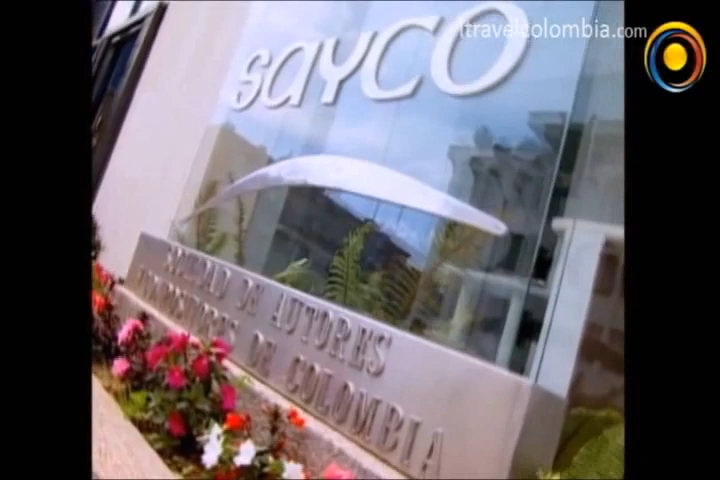 travelcolombia.com
SAYCO
SOCIEDAD DE AUTORES
COMPOSITORES DE COLOMBIA